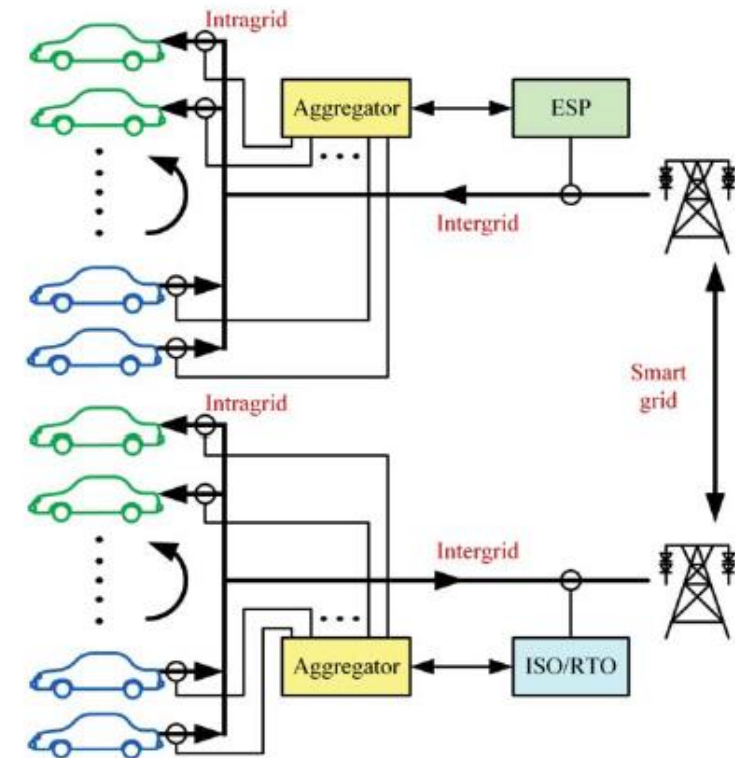 Intragrid
Aggregator
ESP
Intergrid
Smart
grid
Intragrid
Intergrid
Aggregator
ISO/RTO